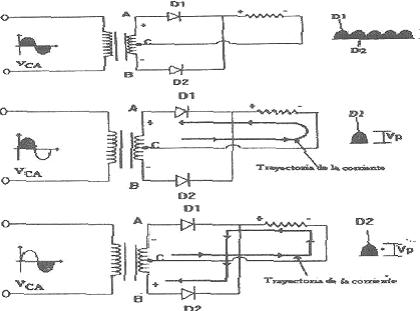 D1
A
+
+ -
D1
C
VCA
-
D2
B
D2
D1
A
+
+ -
D1
C
Vp
VCA
-
Trayectoria de la corriente
B
D2
D1
A
-
+ -
D2
C
Vp
VCA
+
Trayectoria de la corriente
B
D2